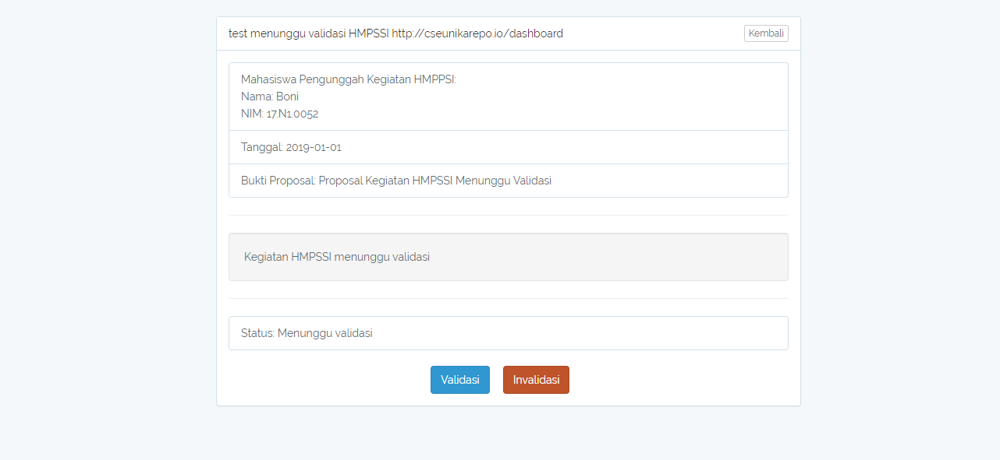 test menunggu validasi HMPSSI http://cseunikarepo.io/dashboard
Kembali
Mahasiswa Pengunggah Kegiatan HMPPSI:
Nama: Boni
NIM: 17.N1.0052
Tanggal: 2019-01-01
Bukti Proposal: Proposal Kegiatan HMPSSI Menunggu Validasi
Kegiatan HMPSSI menunggu validasi
Status: Menunggu validasi
Validasi
Invalidasi